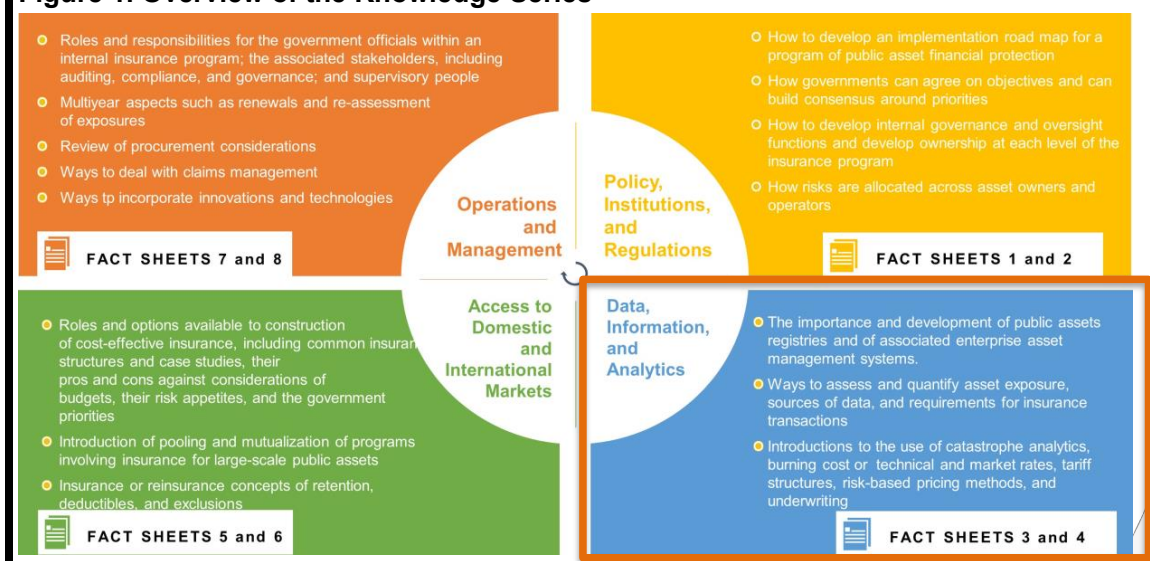 Figure 1: Overview of the Knowledge Series
Roles and responsibilities for the government officials within an
internal insurance program; the associated stakeholders, including
auditing, compliance, and governance; and supervisory people
Multiyear aspects such as renewals and re-assessment
of exposures
Review of procurement considerations
Ways to deal with claims management
Ways tp incorporate innovations and technologies
FACT SHEETS 7 and 8
Operations
and
Management
How to develop an implementation road map for a
program of public asset financial protection
How governments can agree on objectives and can
build consensus around priorities
How to develop internal governance and oversight
functions and develop ownership at each level of the
insurance program
How risks are allocated across asset owners and
operators
Policy,
Institutions,
and
Regulations
FACT SHEETS 1 and 2
Roles and options available to construction
of cost-effective insurance, including common insuran
structures and case studies, their
pros and cons against considerations of
budgets, their risk appetites, and the government
priorities
Introduction of pooling and mutualization of programs
involving insurance for large-scale public assets
Insurance or reinsurance concepts of retention,
deductibles, and exclusions
FACT SHEETS 5 and 6
Access to
Domestic
and
International
Markets
Data,
Information,
and
Analytics
The importance and development of public assets
registries and of associated enterprise asset
management systems.
Ways to assess and quantify asset exposure,
sources of data, and requirements for insurance
transactions
Introductions to the use of catastrophe analytics,
burning cost or technical and market rates, tariff
structures, risk-based pricing methods, and
underwriting
FACT SHEETS 3 and 4